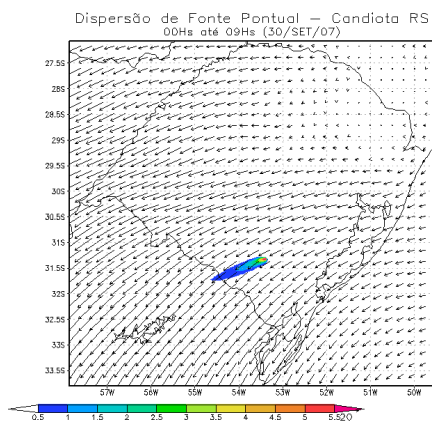 Dispersão de Fonte Pontual – Candiota RS
00Hs até 09Hs (30/SET/07)
27.5S
28S
28.5S
29S
29.5S
30S
30.5S
31S
31.5S
32S
32.5S
33S
33.5S
57W 56W 55W 54W 53W 52W 51W 50W
0.5 1 1.5 2 2.5 3 3.5 4 4.5 5 5.5 20